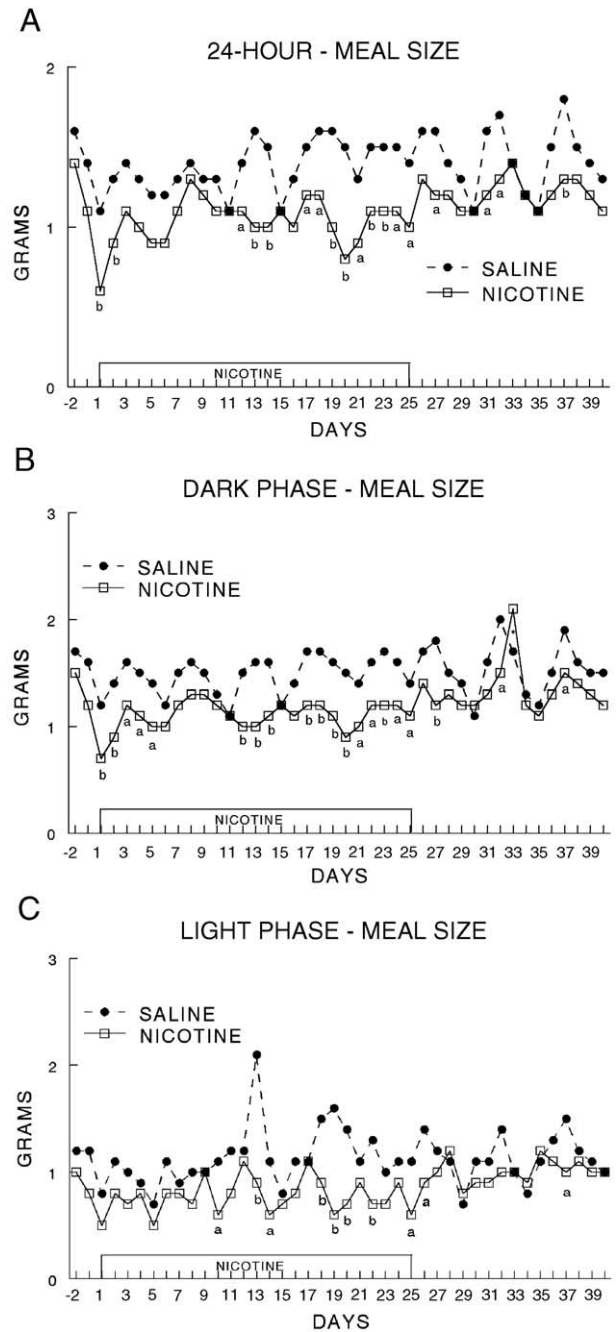 A
24-HOUR - MEAL SIZE
2
1
0
GRAMS
SALINE
NICOTINE
b
b
a
b
b
a
a
b
b
a
b
b
a
a
a
a
a
b
NICOTINE
-2 1 3 5 7 9 11 13 15 17 19 21 23 25 27 29 31 33 35 37 39
DAYS
B
DARK PHASE - MEAL SIZE
3
2
1
0
GRAMS
SALINE
NICOTINE
b
b
a
a
a
b
b
a
b
b
b
b
a
a
b
a
a
b
a
a
NICOTINE
-2 1 3 5 7 9 11 13 15 17 19 21 23 25 27 29 31 33 35 37 39
DAYS
C
LIGHT PHASE - MEAL SIZE
3
2
1
0
GRAMS
SALINE
NICOTINE
a
b
a
b
b
b
b
a
a
a
NICOTINE
-2 1 3 5 7 9 11 13 15 17 19 21 23 25 27 29 31 33 35 37 39
DAYS